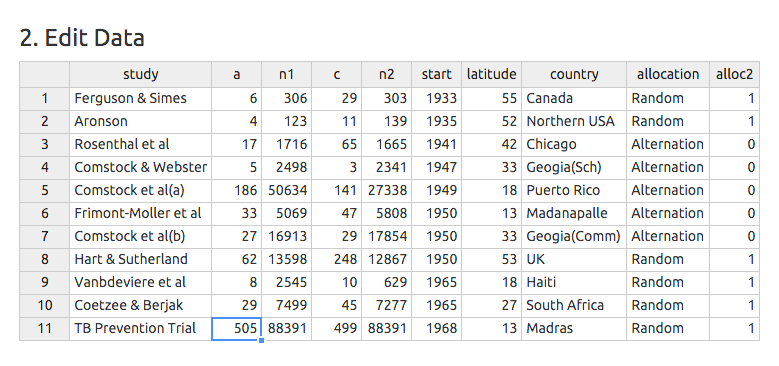 2. Edit Data
study a n1 c n2 start latitude country allocation alloc2
1 Ferguson & Simes 6 306 29 303 1933 55 Canada Random 1
2 Aronson 4 123 11 139 1935 52 Northern USA Random 1
3 Rosenthal et al 17 1716 65 1665 1941 42 Chicago Alternation 0
4 Comstock & Webster 5 2498 3 2341 1947 33 Geogia(Sch) Alternation 0
5 Comstock et al(a) 186 50634 141 27338 1949 18 Puerto Rico Alternation 0
6 Frimont-Moller et al 33 5069 47 5808 1950 13 Madanapalle Alternation 0
7 Comstock et al(b) 27 16913 29 17854 1950 33 Geogia(Comm) Alternation 0
8 Hart & Sutherland 62 13598 248 12867 1950 53 UK Random 1
9 Vanbdeviere et al 8 2545 10 629 1965 18 Haiti Random 1
10 Coetzee & Berjak 29 7499 45 7277 1965 27 South Africa Random 1
11 TB Prevention Trial 505 88391 499 88391 1968 13 Madras Random 1